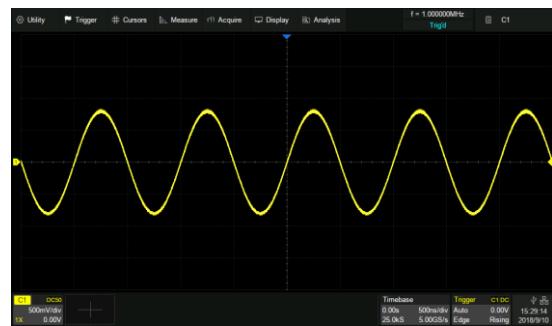 Utility Trigger Cursors Measure Acquire Display Analysis
f = 1.000000MHz
Trig'd
C1
C1 DC50
500mV/div
1X 0.00V
Timebase
0.00s 500ns/div
25.0kS 5.00GS/s
Trigger C1 DC
Auto 0.00V
Edge Rising
15:29:14
2018/9/10